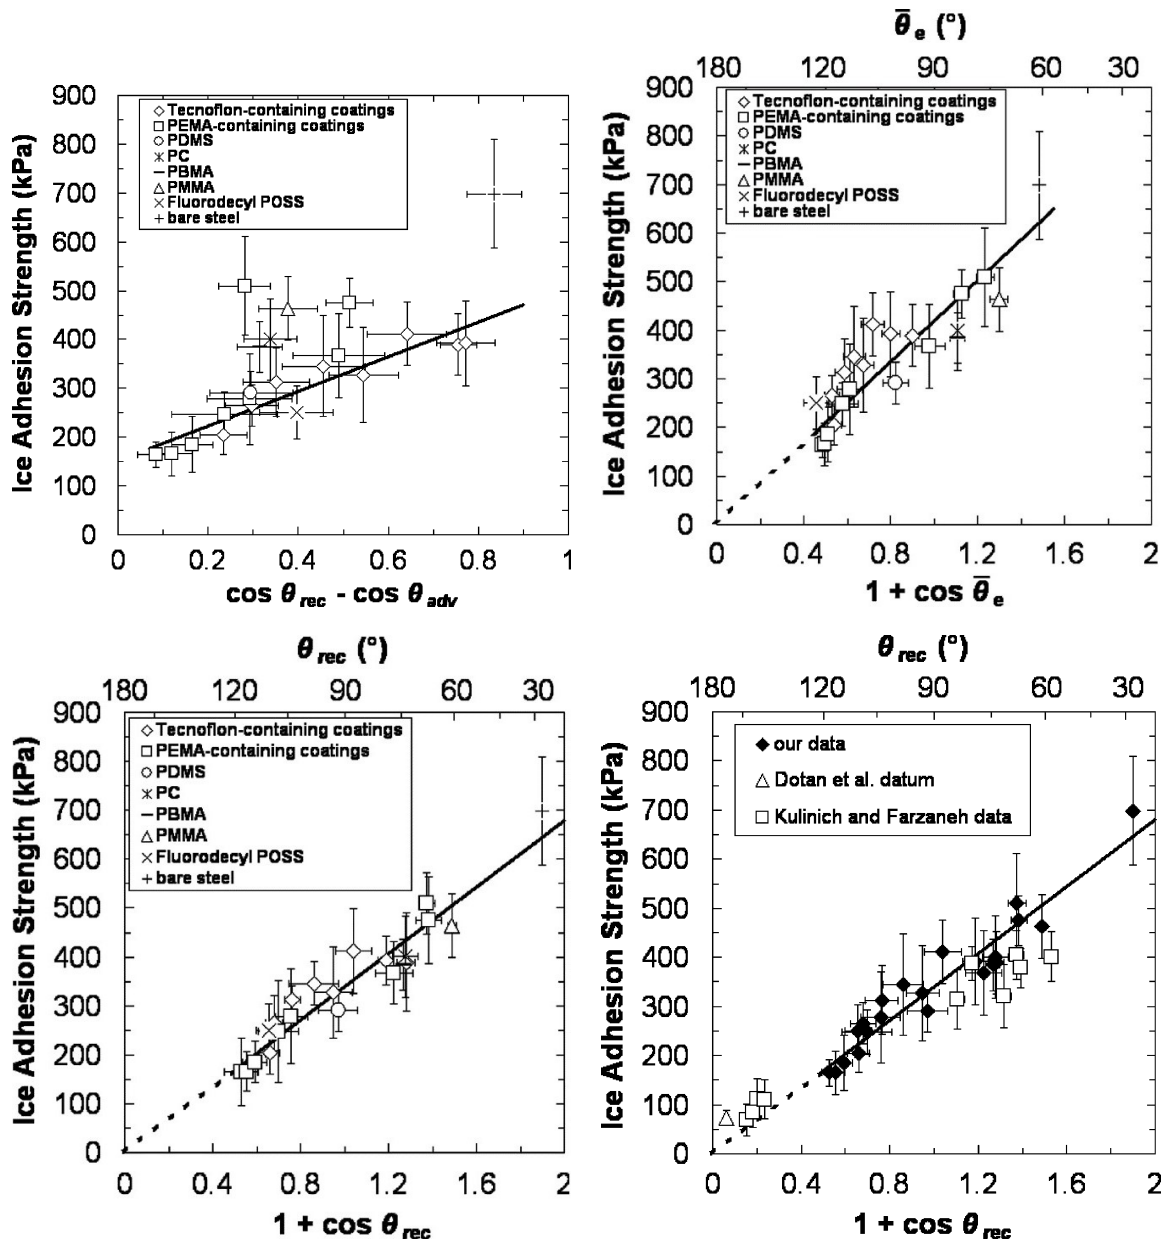 900
800
700
600
500
400
300
200
100
0
Ice Adhesion Strength (kPa)
Tecnoflon-containing coatings
PEMA-containing coatings
PDMS
PC
PBMA
PMMA
Fluorodecyl POSS
bare steel
0 0.2 0.4 0.6 0.8 1
cos θrec - cos θadv
θ̅e (°)
180 120 90 60 30
900
800
700
600
500
400
300
200
100
0
Ice Adhesion Strength (kPa)
Tecnoflon-containing coatings
PEMA-containing coatings
PDMS
PC
PBMA
PMMA
Fluorodecyl POSS
bare steel
0 0.4 0.8 1.2 1.6 2
1 + cos θ̅e
θrec (°)
180 120 90 60 30
900
800
700
600
500
400
300
200
100
0
Ice Adhesion Strength (kPa)
Tecnoflon-containing coatings
PEMA-containing coatings
PDMS
PC
PBMA
PMMA
Fluorodecyl POSS
bare steel
0 0.4 0.8 1.2 1.6 2
1 + cos θrec
θrec (°)
180 120 90 60 30
900
800
700
600
500
400
300
200
100
0
Ice Adhesion Strength (kPa)
our data
Dotan et al. datum
Kulinich and Farzaneh data
0 0.4 0.8 1.2 1.6 2
1 + cos θrec